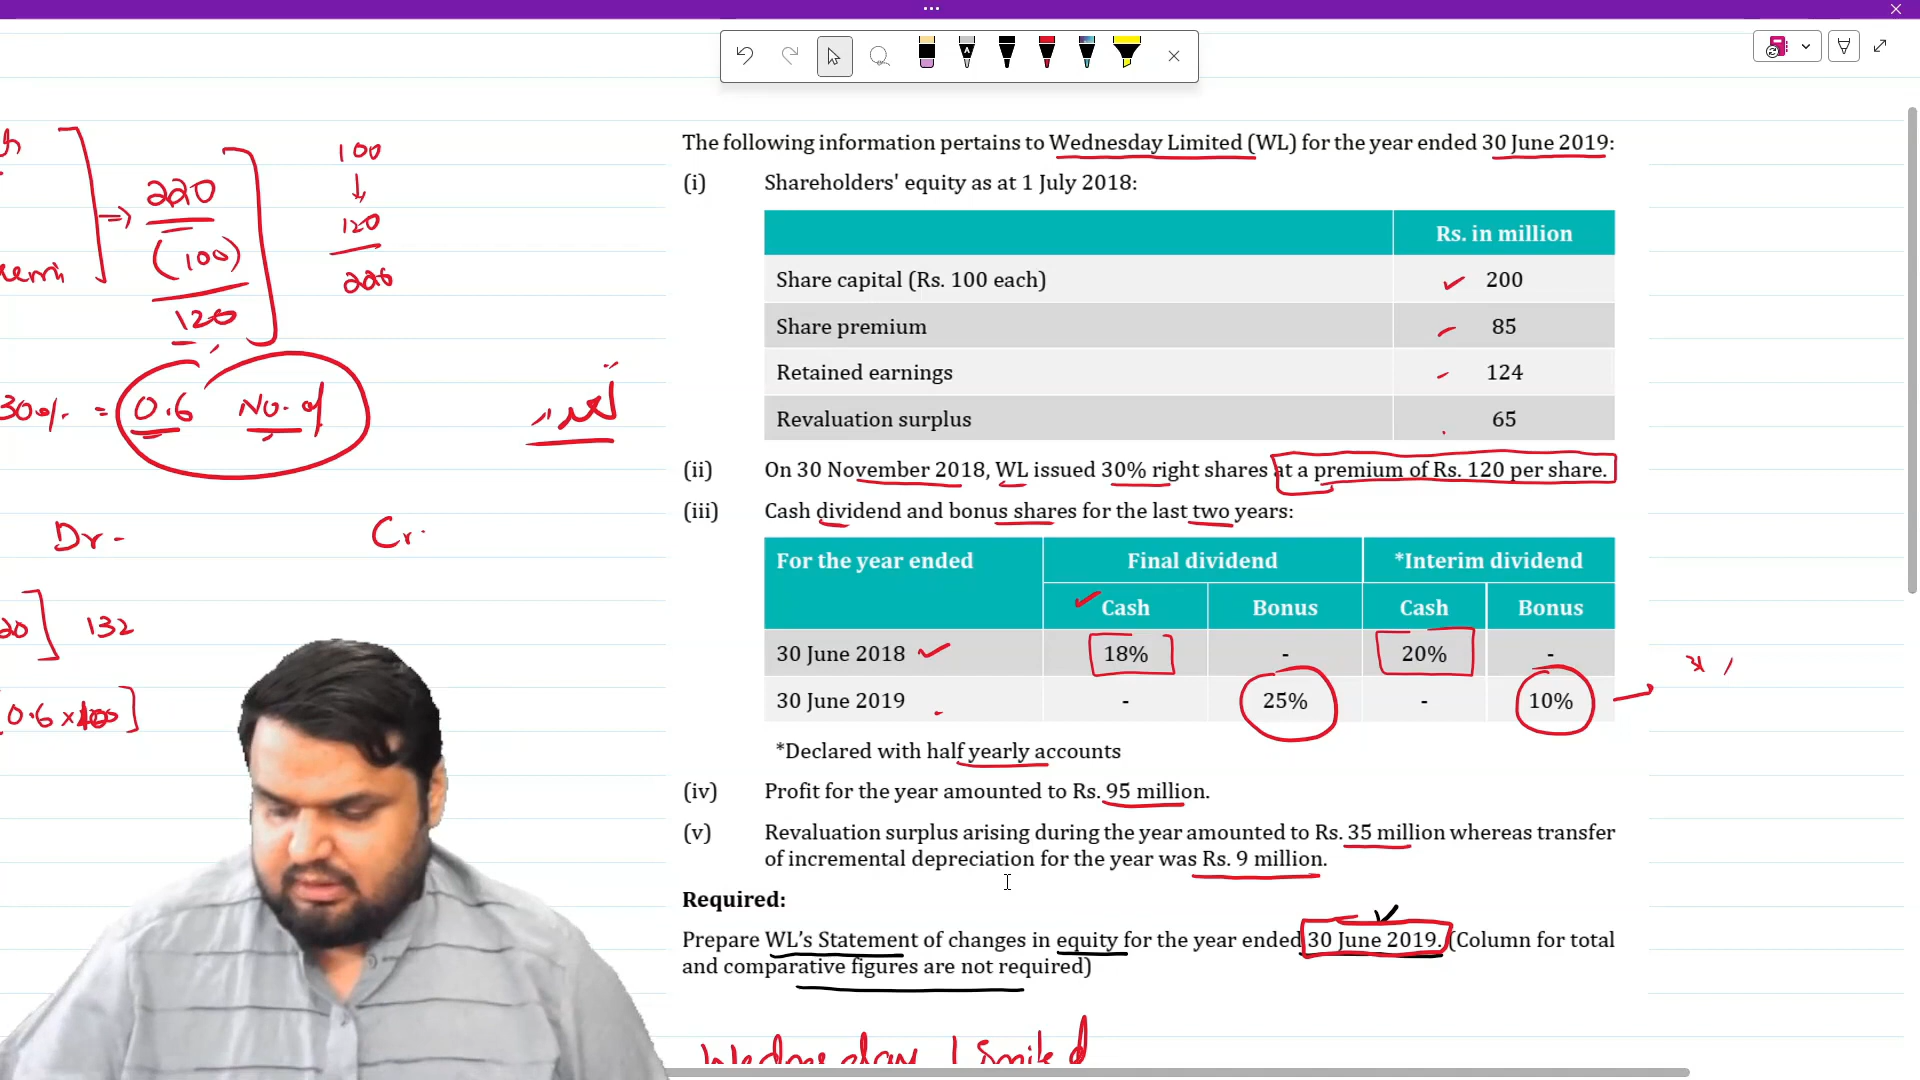 The following information pertains to Wednesday Limited (WL) for the year ended 30 June 2019:
(i) Shareholders' equity as at 1 July 2018:
Rs. in million
Share capital (Rs. 100 each) 200
Share premium 85
Retained earnings 124
Revaluation surplus 65
(ii) On 30 November 2018, WL issued 30% right shares at a premium of Rs. 120 per share.
(iii) Cash dividend and bonus shares for the last two years:
For the year ended Final dividend *Interim dividend
Cash Bonus Cash Bonus
30 June 2018 18% - 20% -
30 June 2019 - 25% - 10%
*Declared with half yearly accounts
(iv) Profit for the year amounted to Rs. 95 million.
(v) Revaluation surplus arising during the year amounted to Rs. 35 million whereas transfer
of incremental depreciation for the year was Rs. 9 million.
Required:
Prepare WL's Statement of changes in equity for the year ended 30 June 2019. (Column for total
and comparative figures are not required)
Wednesday Limited
220
(100)
120
100
120
220
30% = 0.6 No. of
Dr. Cr.
20] 132
[0.6 x 100]